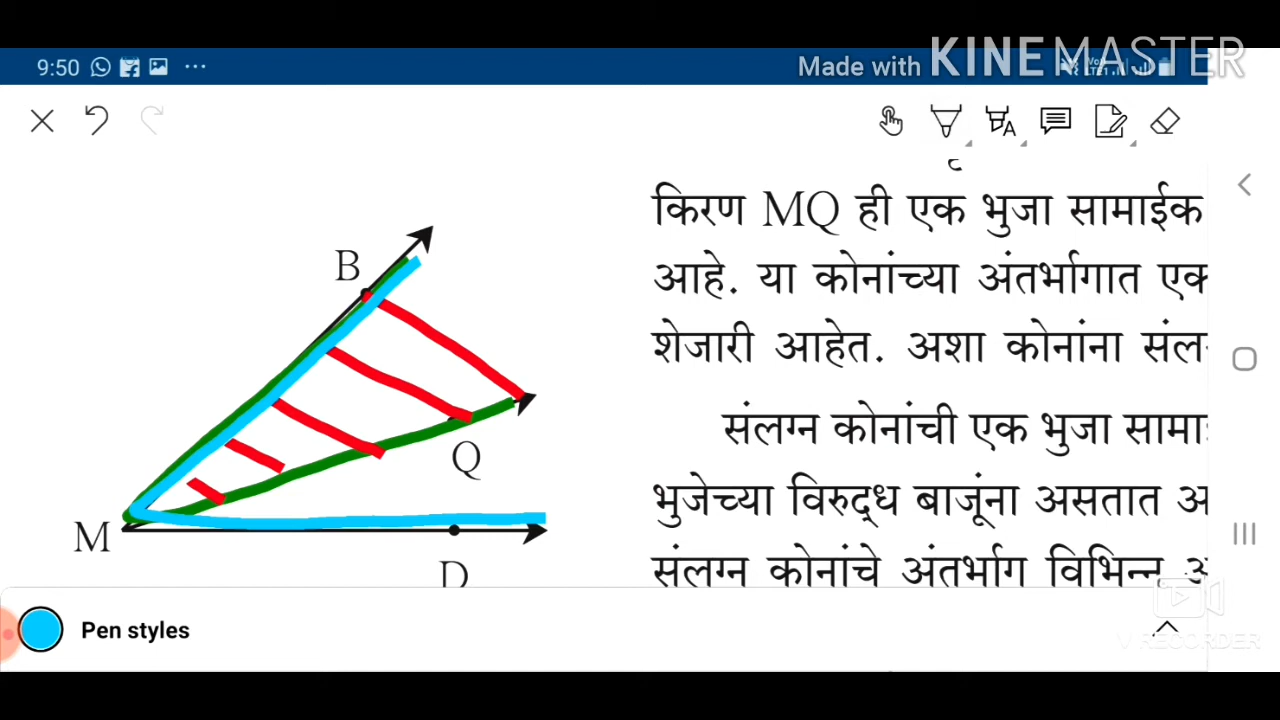 Made with KINEMASTER
9:50
B
Q
M
D
किरण MQ ही एक भुजा सामाईक
आहे. या कोनांच्या अंतर्भागात एक
शेजारी आहेत. अशा कोनांना संल
संलग्न कोनांची एक भुजा सामा
भुजेच्या विरुद्ध बाजूंना असतात अ
संलग्न कोनांचे अंतर्भाग विभिन्न अ
Pen styles
V RECORDER